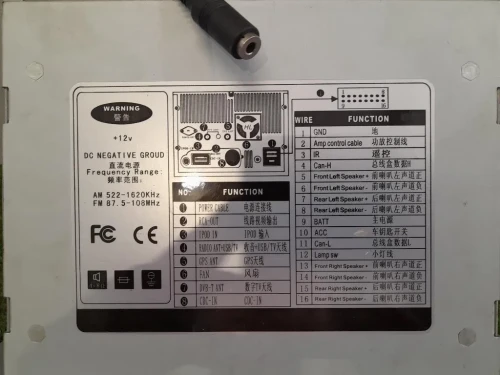 WARNING
警告
+12v
DC NEGATIVE GROUD
直流电源
Frequency Range:
频率范围:
AM 522-1620KHz
FM 87.5-108MHz
FC CE
NO. FUNCTION
1 POWER CABLE 电源连接线
2 RCA-OUT 线路视频输出
3 IPOD IN IPOD 输入
4 RADIO ANT+USB/TV 收音+USB/TV天线
5 GPS ANT GPS天线
6 FAN 风扇
7 DVB-T ANT 数字TV天线
8 CDC-IN CDC-IN
WIRE FUNCTION
1 GND 地
2 Amp control cable 功放控制线
3 IR 遥控
4 Can-H 总线盒数据H
5 Front Left Speaker+ 前喇叭左声道正
6 Front Left Speaker- 前喇叭左声道负
7 Rear Left Speaker+ 后喇叭左声道正
8 Rear Left Speaker- 后喇叭左声道负
9 BATT 主电源
10 ACC 车钥匙开关
11 Can-L 总线盒数据L
12 Lamp sw 小灯线
13 Front Right Speaker+ 前喇叭右声道正
14 Front Right Speaker- 前喇叭右声道负
15 Rear Right Speaker+ 后喇叭右声道正
16 Rear Right Speaker- 后喇叭右声道负